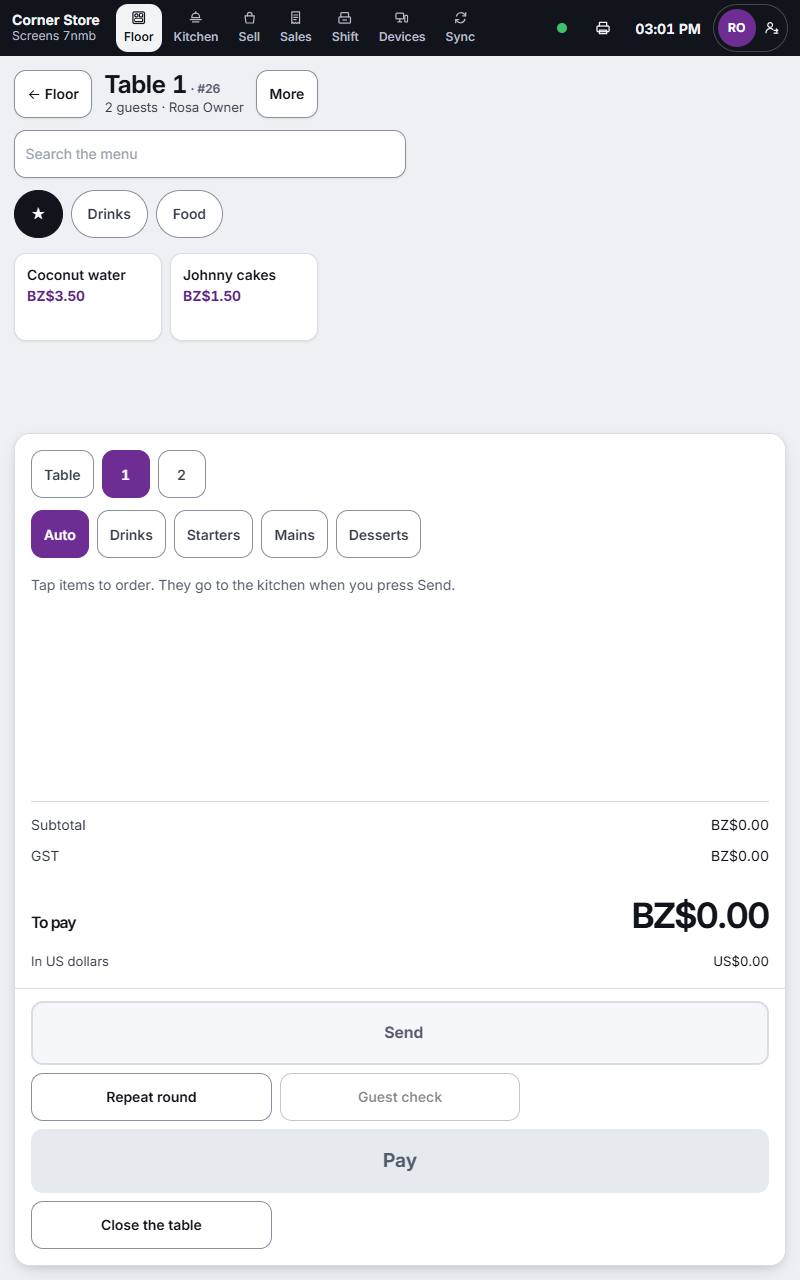 Corner Store
Screens 7nmb
Floor
Kitchen
Sell
Sales
Shift
Devices
Sync
03:01 PM
RO
← Floor
Table 1 · #26
2 guests · Rosa Owner
More
Search the menu
★
Drinks
Food
Coconut water
BZ$3.50
Johnny cakes
BZ$1.50
Table
1
2
Auto
Drinks
Starters
Mains
Desserts
Tap items to order. They go to the kitchen when you press Send.
Subtotal BZ$0.00
GST BZ$0.00
To pay BZ$0.00
In US dollars US$0.00
Send
Repeat round
Guest check
Pay
Close the table